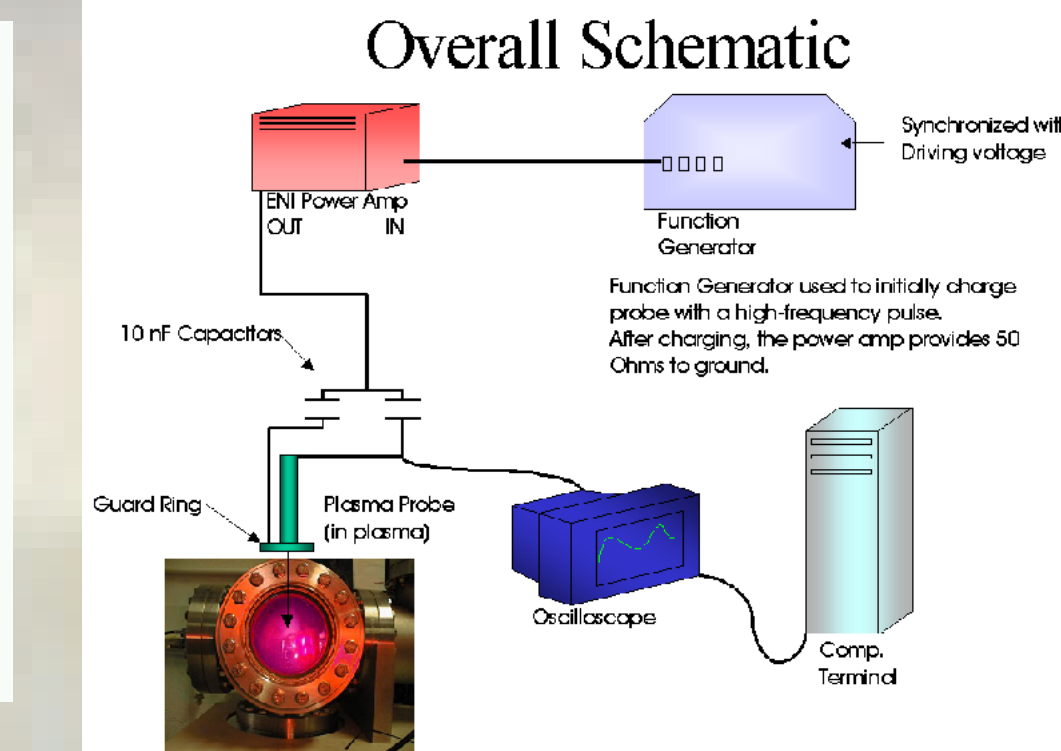 Overall Schematic
Synchronized with
Driving voltage
ENI Power Amp
OUT IN
Function
Generator
Function Generator used to initially charge
probe with a high-frequency pulse.
After charging, the power amp provides 50
Ohms to ground.
10 nF Capacitors
Guard Ring
Plasma Probe
(in plasma)
Oscilloscope
Comp.
Terminal